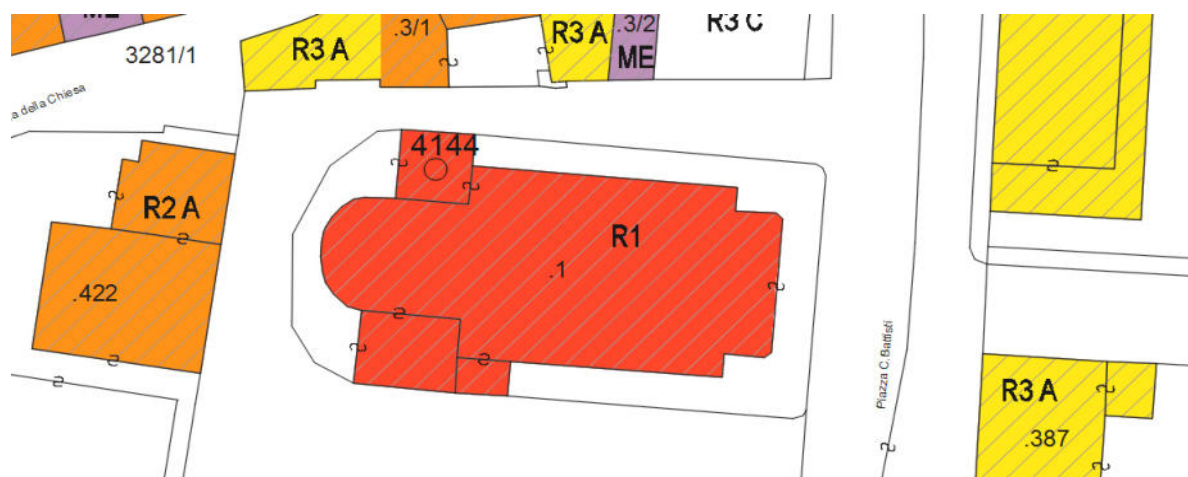 .3/1
.3/2
R3 C
R3 A
R3 A
ME
3281/1
della Chiesa
4144
R2 A
R1
.1
.422
Piazza C. Battisti
R3 A
.387